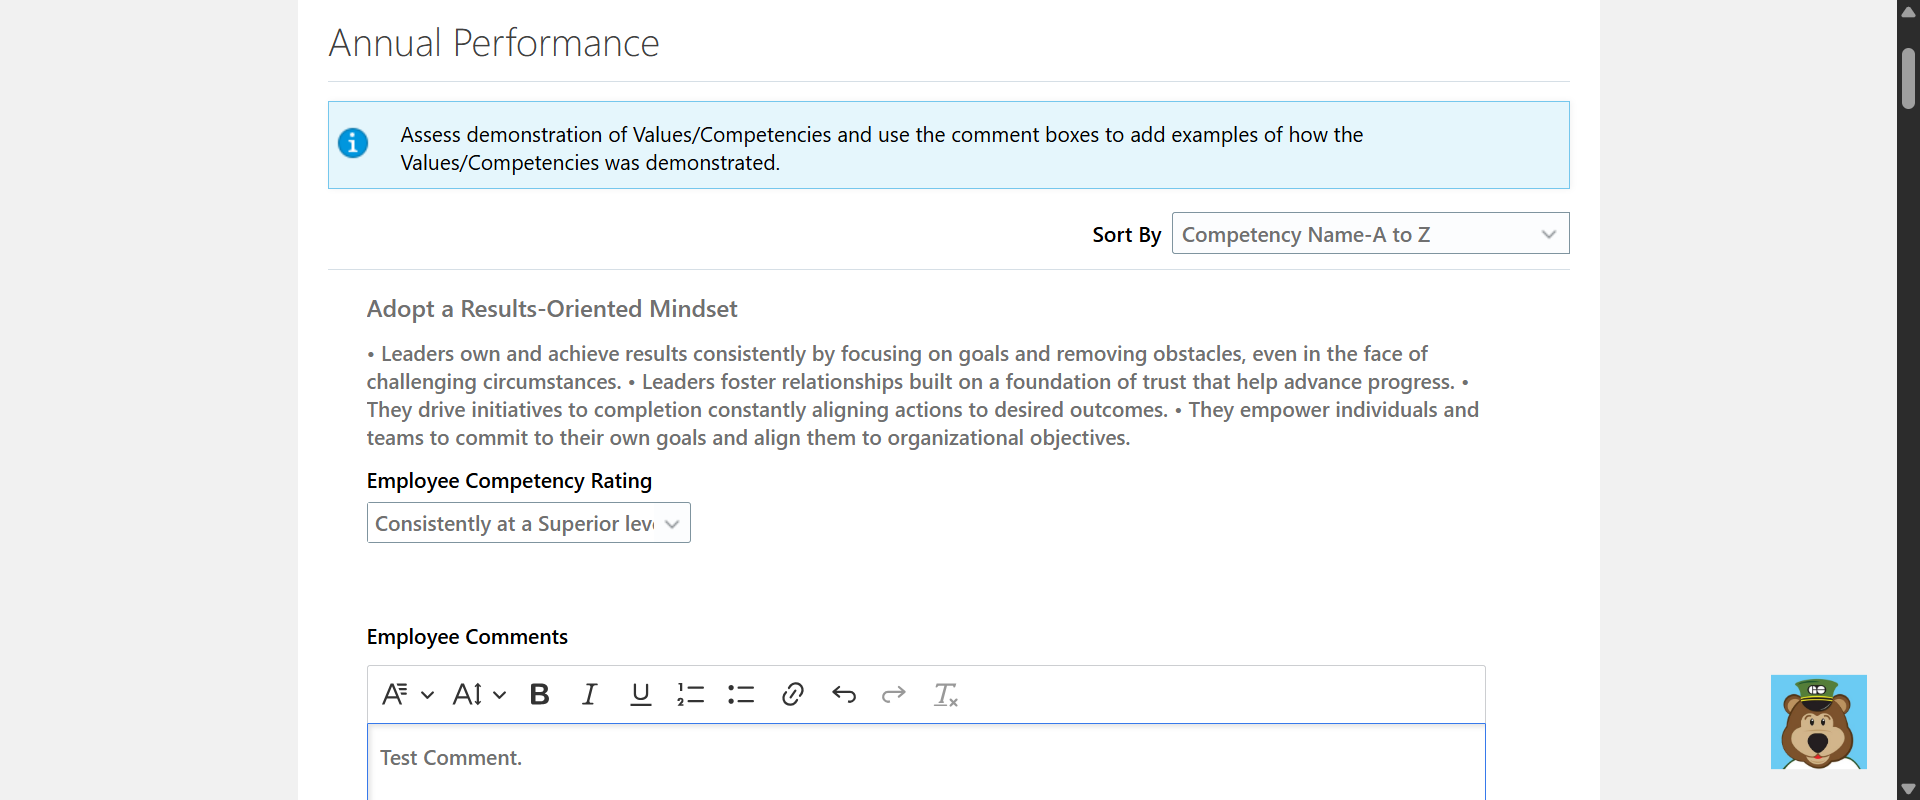 Annual Performance
Assess demonstration of Values/Competencies and use the comment boxes to add examples of how the
Values/Competencies was demonstrated.
Sort By
Competency Name-A to Z
Adopt a Results-Oriented Mindset
• Leaders own and achieve results consistently by focusing on goals and removing obstacles, even in the face of
challenging circumstances. • Leaders foster relationships built on a foundation of trust that help advance progress. •
They drive initiatives to completion constantly aligning actions to desired outcomes. • They empower individuals and
teams to commit to their own goals and align them to organizational objectives.
Employee Competency Rating
Consistently at a Superior leve
Employee Comments
Test Comment.
GO